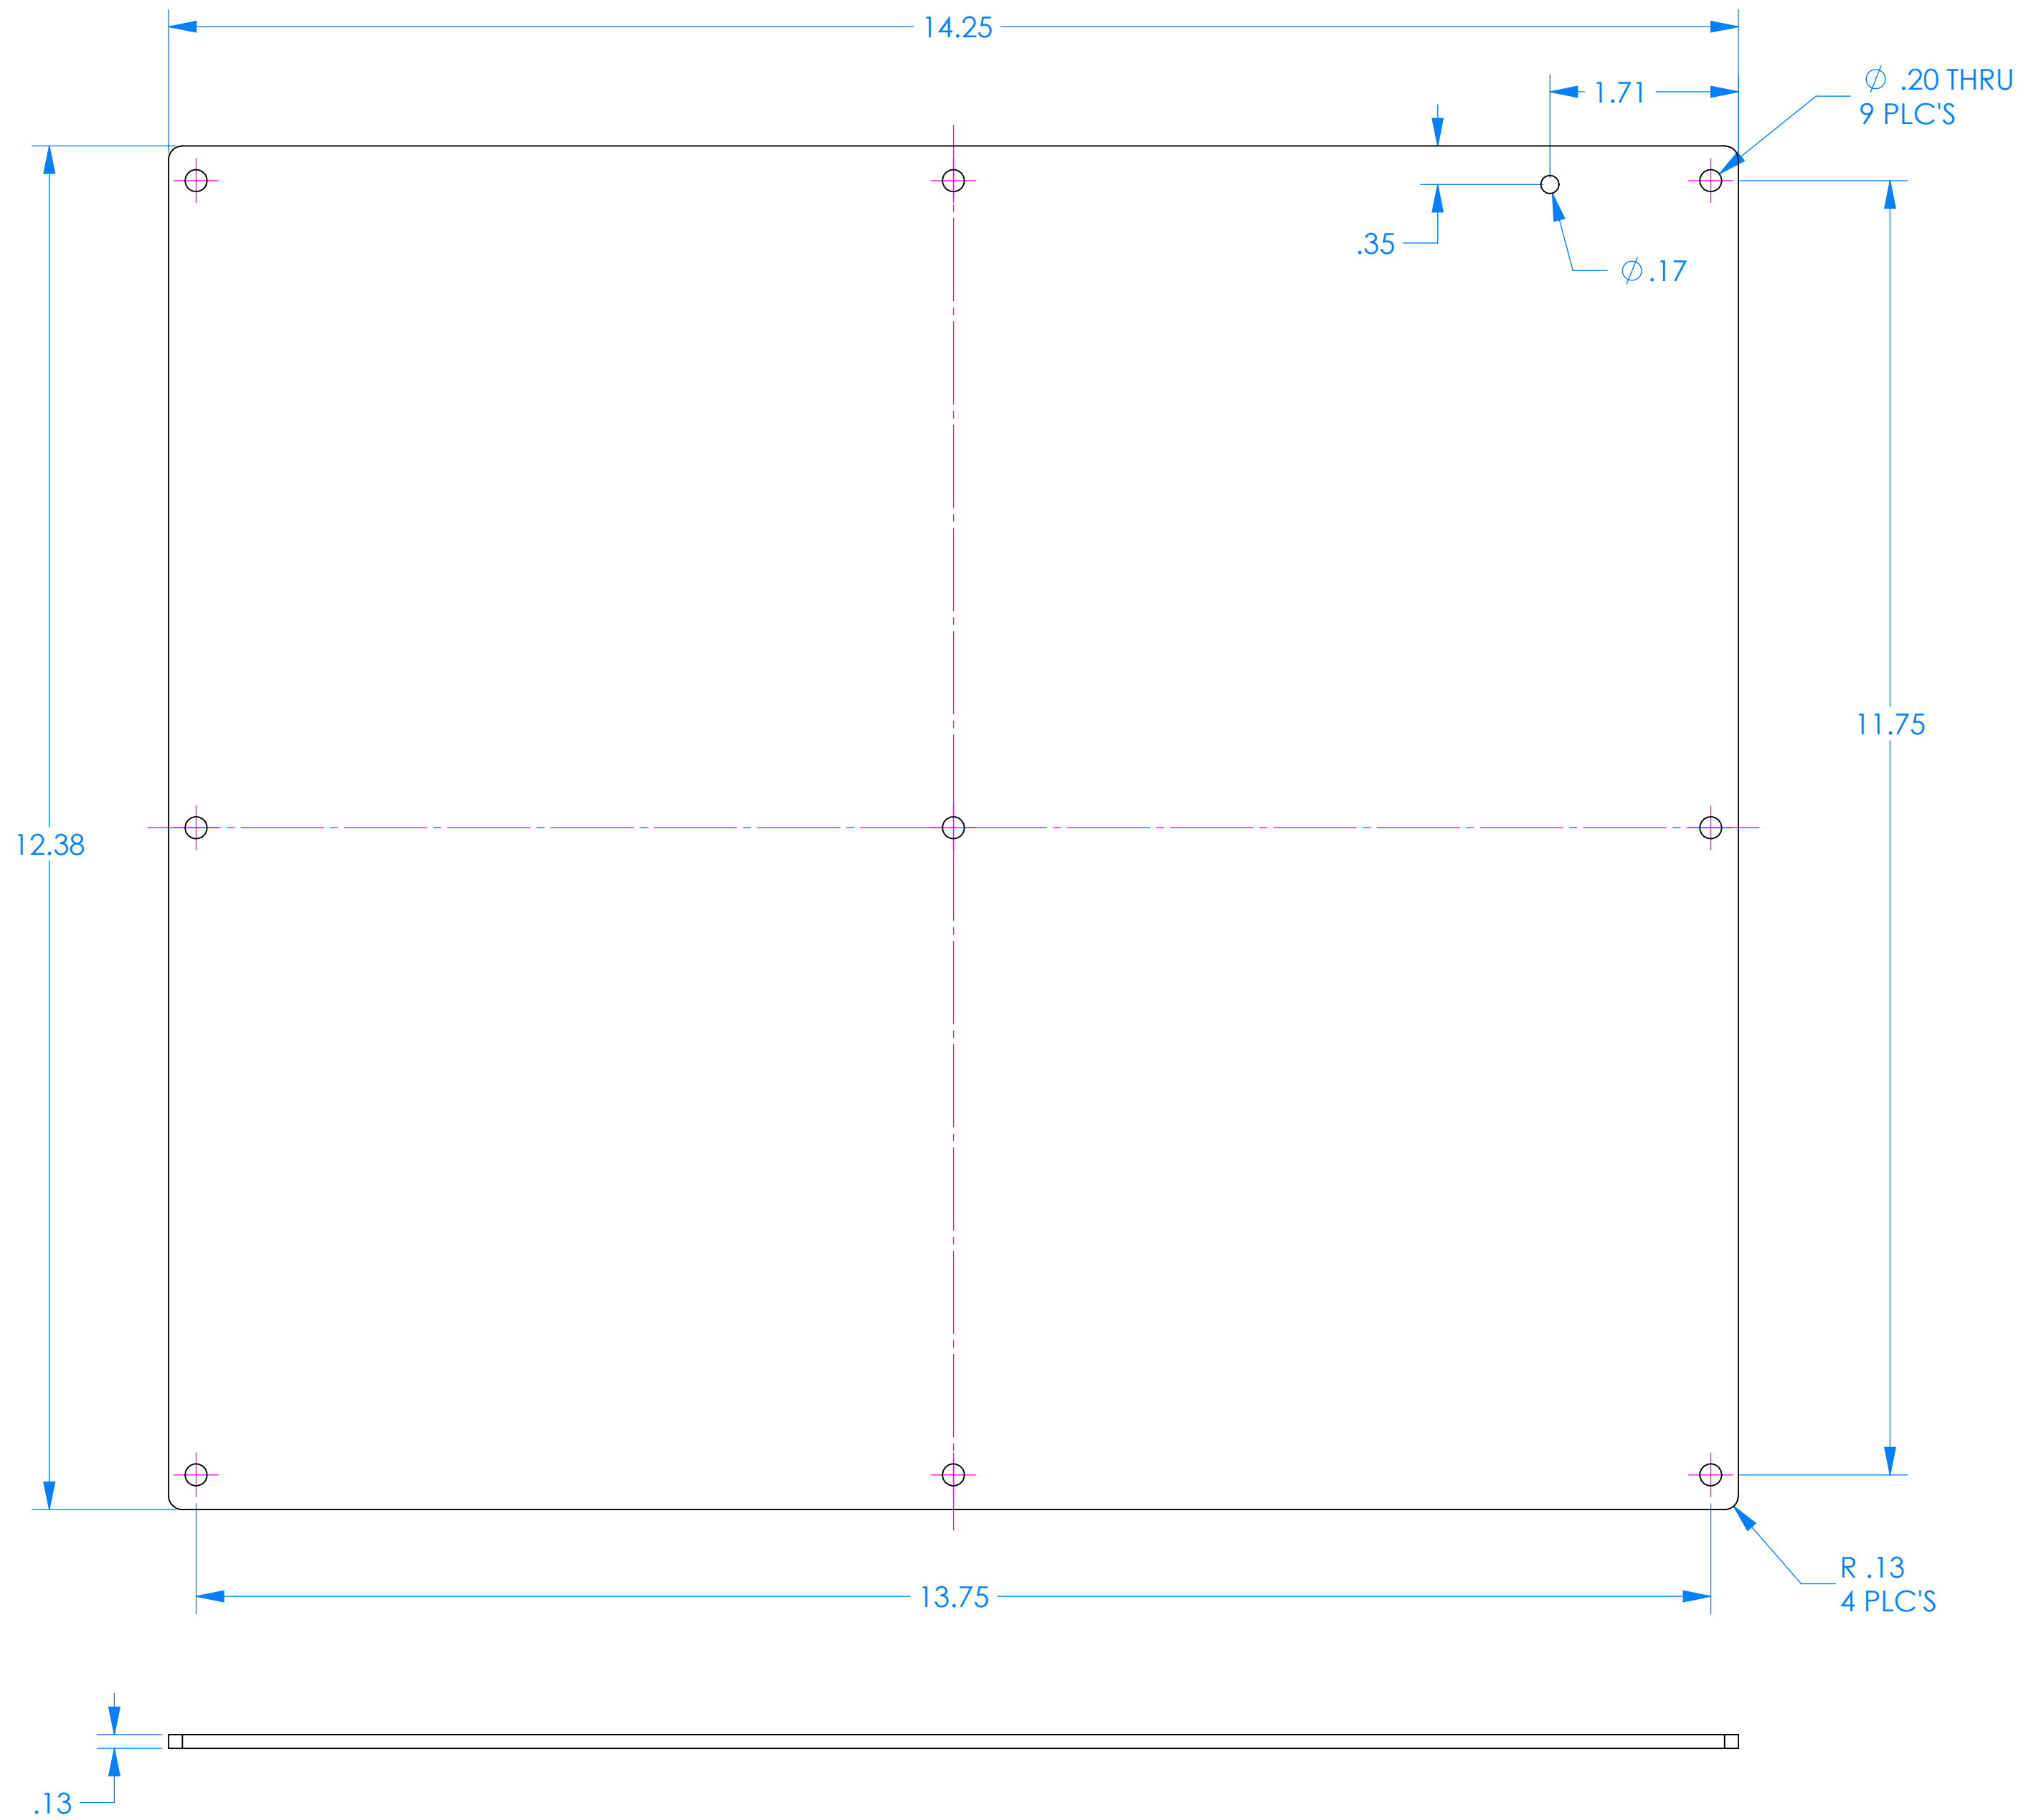 14.25
1.71
∅ .20 THRU
9 PLC'S
.35
∅ .17
11.75
12.38
R .13
4 PLC'S
13.75
.13